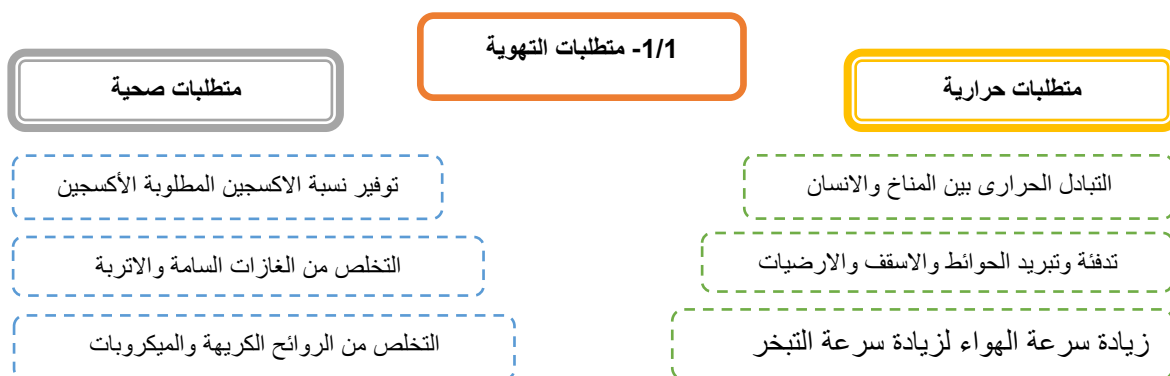 1/1- متطلبات التهوية
متطلبات حرارية
متطلبات صحية
التبادل الحرارى بين المناخ والانسان
توفير نسبة الاكسجين المطلوبة الأكسجين
تدفئة وتبريد الحوائط والاسقف والارضيات
التخلص من الغازات السامة والاتربة
زيادة سرعة الهواء لزيادة سرعة التبخر
التخلص من الروائح الكريهة والميكروبات